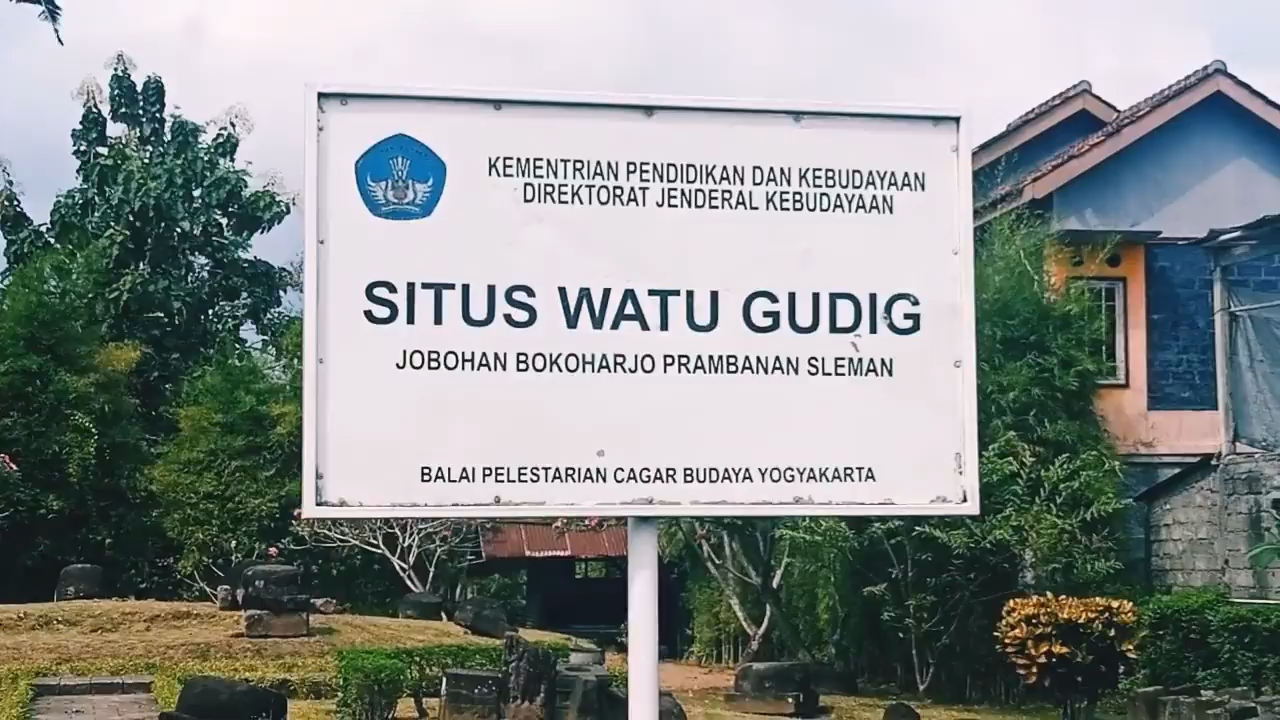 KEMENTRIAN PENDIDIKAN DAN KEBUDAYAAN
DIREKTORAT JENDERAL KEBUDAYAAN
SITUS WATU GUDIG
JOBOHAN BOKOHARJO PRAMBANAN SLEMAN
BALAI PELESTARIAN CAGAR BUDAYA YOGYAKARTA